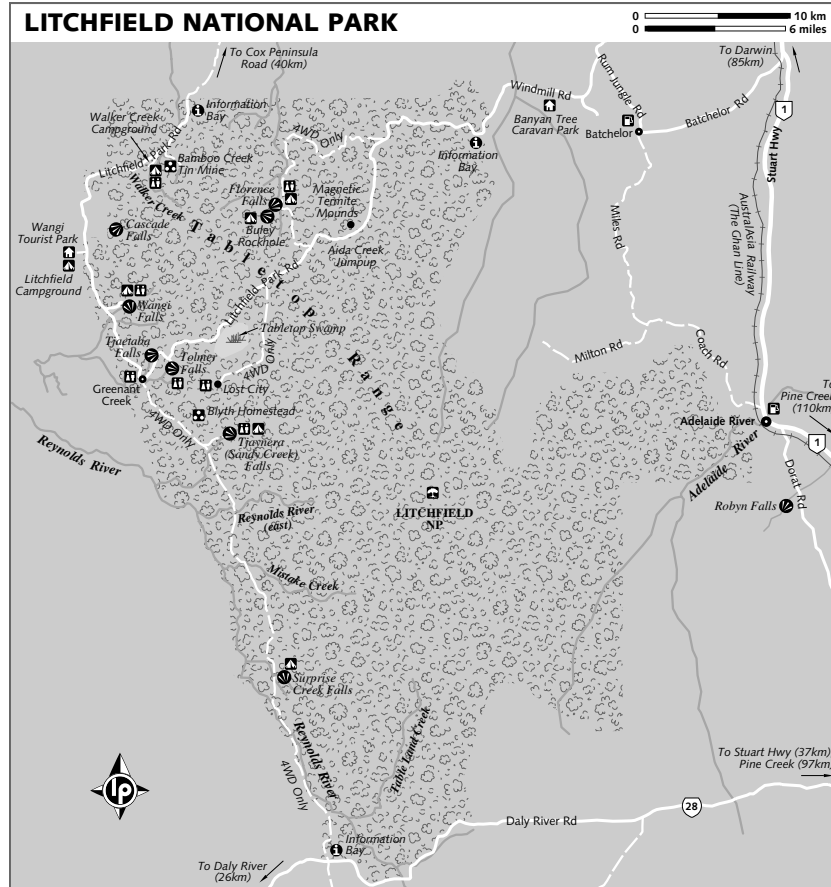 LITCHFIELD NATIONAL PARK
0
10 km
0
6 miles
To Cox Peninsula
Road (40km)
To Darwin
(85km)
Information
Bay
Walker Creek
Campground
Litchfield Park Rd
Bamboo Creek
Tin Mine
Walker Creek
4WD
Only
Windmill Rd
Banyan Tree
Caravan Park
Rum Jungle Rd
Batchelor
Batchelor Rd
1
Stuart Hwy
Information
Bay
Florence
Falls
Magnetic
Termite
Mounds
Buley
Rockhole
Aida Creek
Jumpup
Cascade
Falls
Wangi
Tourist Park
Litchfield
Campground
Tabletop
Range
Miles Rd
AustralAsia Railway
(The Ghan Line)
Wangi
Falls
Litchfield Park Rd
Tabletop Swamp
Tjaetaba
Falls
Tolmer
Falls
4WD Only
Lost City
Greenant
Creek
Milton Rd
Coach Rd
To
Pine Creek
(110km)
4WD Only
Blyth Homestead
Tjaynera
(Sandy Creek)
Falls
Adelaide River
1
Reynolds River
Adelaide River
Dorat Rd
Robyn Falls
LITCHFIELD
NP
Reynolds River
(east)
Mistake Creek
Surprise
Creek Falls
Reynolds River
Table Land Creek
4WD Only
To Stuart Hwy (37km)
Pine Creek (97km)
lp
28
Daly River Rd
Information
Bay
To Daly River
(26km)